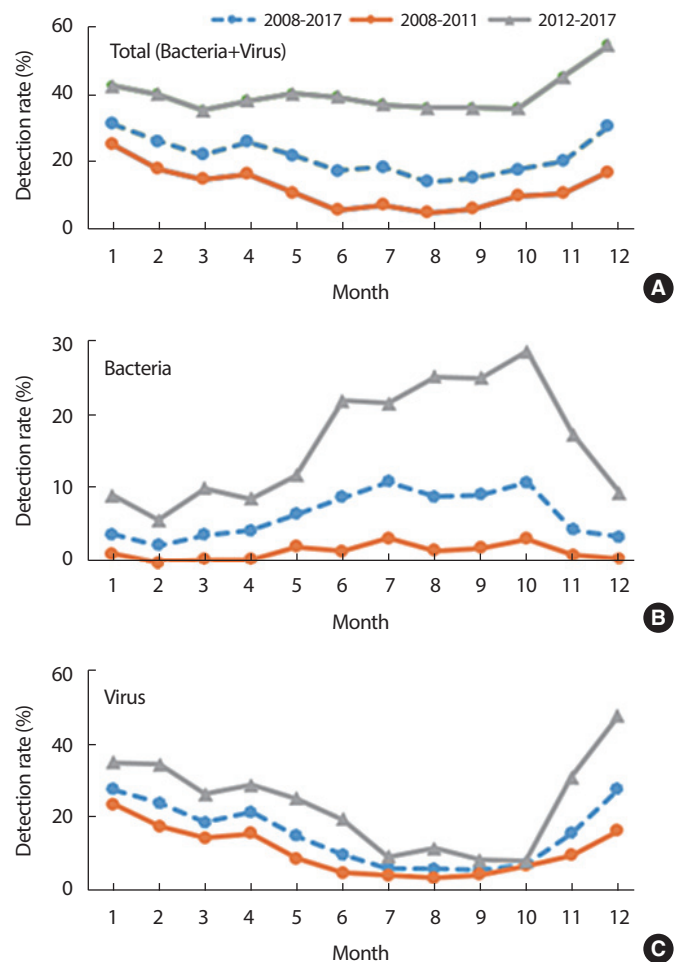 2008-2017 2008-2011 2012-2017
Total (Bacteria+Virus)
Detection rate (%)
60
40
20
0
1 2 3 4 5 6 7 8 9 10 11 12
Month
A
Bacteria
Detection rate (%)
30
20
10
0
1 2 3 4 5 6 7 8 9 10 11 12
Month
B
Virus
Detection rate (%)
60
40
20
0
1 2 3 4 5 6 7 8 9 10 11 12
Month
C